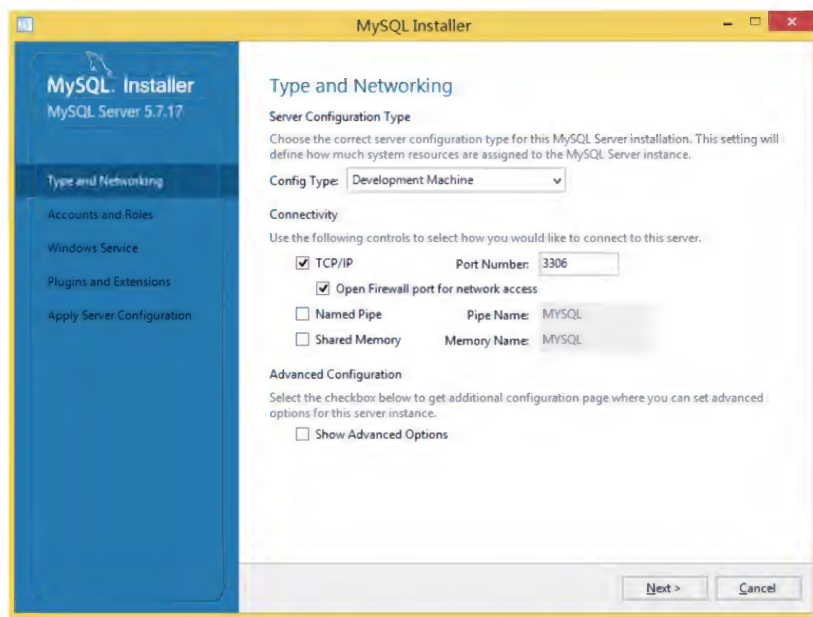 MySQL Installer
MySQL. Installer
MySQL Server 5.7.17
Type and Networking
Accounts and Roles
Windows Service
Plugins and Extensions
Apply Server Configuration
Type and Networking
Server Configuration Type
Choose the correct server configuration type for this MySQL Server installation. This setting will
define how much system resources are assigned to the MySQL Server instance.
Config Type: Development Machine
Connectivity
Use the following controls to select how you would like to connect to this server.
TCP/IP Port Number: 3306
Open Firewall port for network access
Named Pipe Pipe Name: MYSQL
Shared Memory Memory Name: MYSQL
Advanced Configuration
Select the checkbox below to get additional configuration page where you can set advanced
options for this server instance.
Show Advanced Options
Next > Cancel